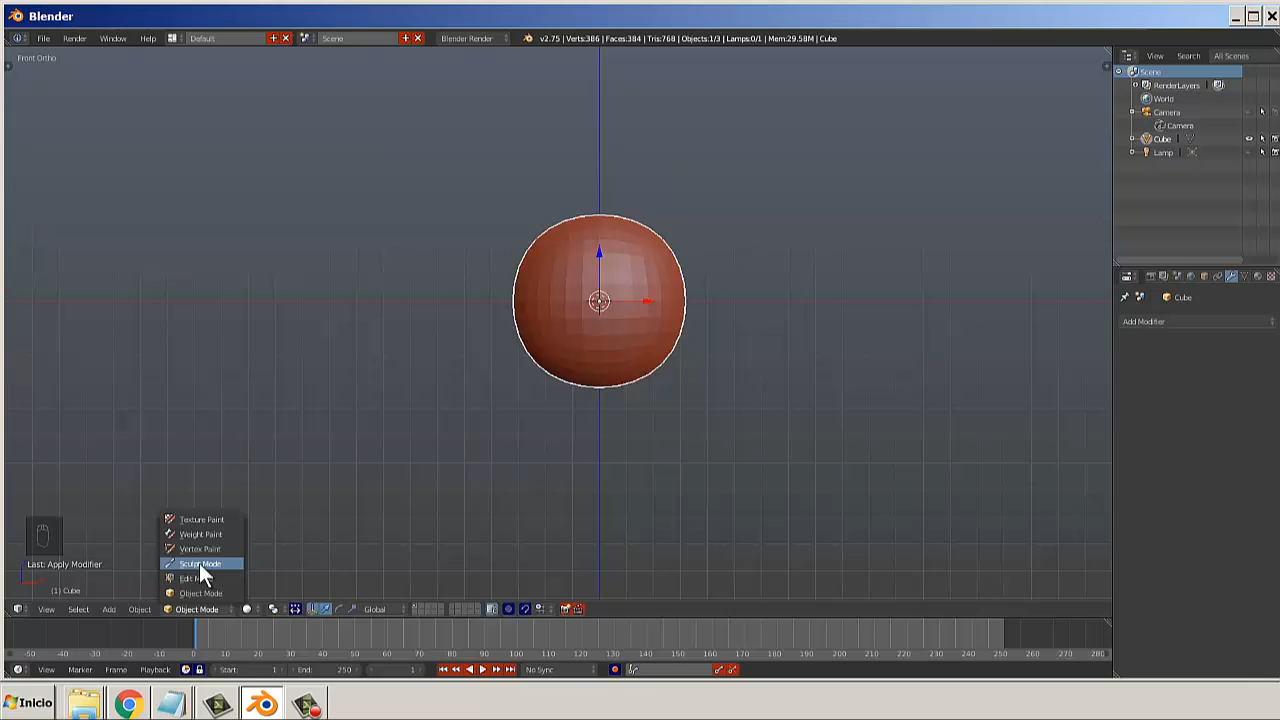 Blender
File Render Window Help Default Scene Blender Render v2.75 | Verts:386 | Faces:384 | Tris:768 | Objects:1/3 | Lamps:0/1 | Mem:29.58M | Cube
Front Ortho
View Search All Scenes
Scene
RenderLayers
World
Camera
Camera
Cube
Lamp
Cube
Add Modifier
Texture Paint
Weight Paint
Vertex Paint
Sculpt Mode
Edit
Object Mode
Last: Apply Modifier
(1) Cube
View Select Add Object Object Mode Global
-50 -40 -30 -20 -10 0 10 20 30 40 50 60 70 80 90 100 110 120 130 140 150 160 170 180 190 200 210 220 230 240 250 260 270 280
View Marker Frame Playback Start: 1 End: 250 1 No Sync
Inicio